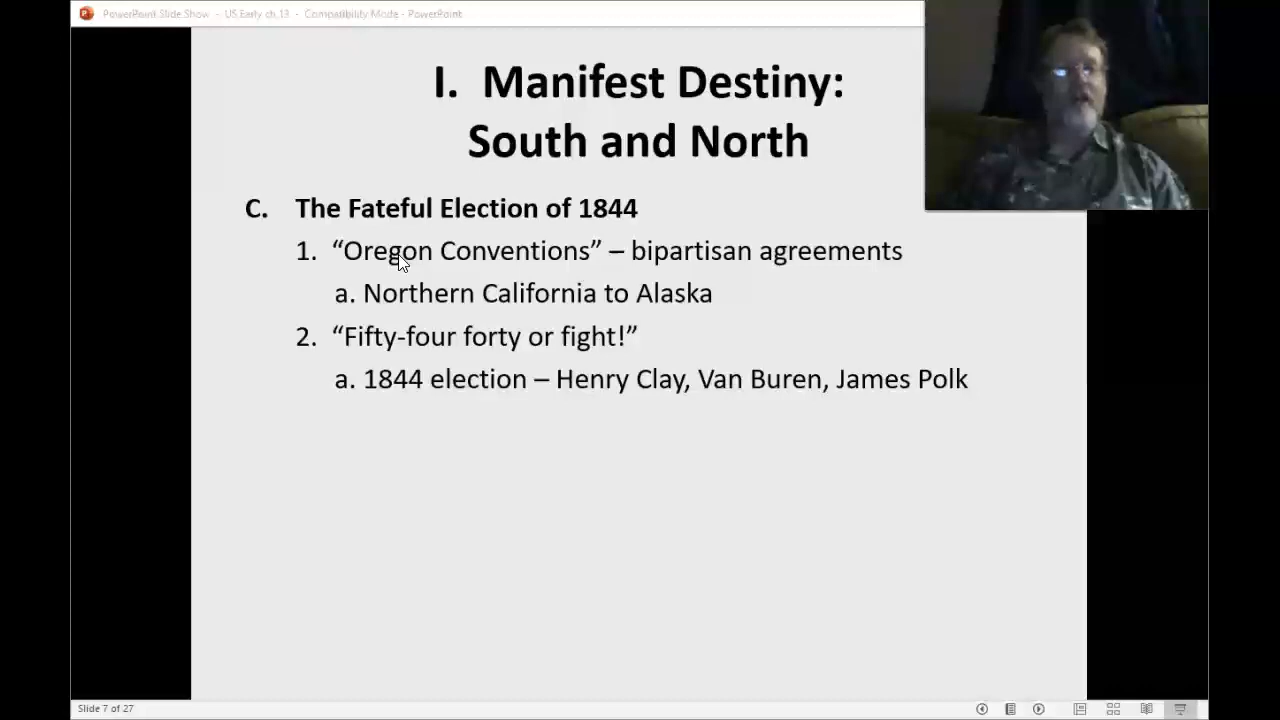 PowerPoint Slide Show - US Early ch 13 - Compatibility Mode - PowerPoint
I. Manifest Destiny:
South and North
C. The Fateful Election of 1844
1. “Oregon Conventions” – bipartisan agreements
a. Northern California to Alaska
2. “Fifty-four forty or fight!”
a. 1844 election – Henry Clay, Van Buren, James Polk
Slide 7 of 27